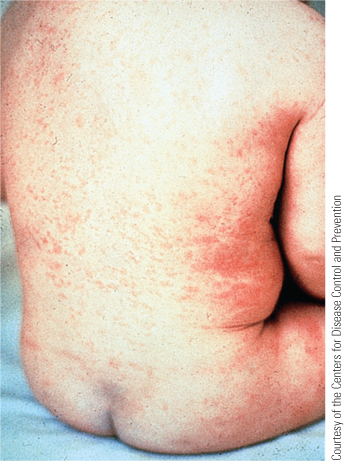 Courtesy of the Centers for Disease Control and Prevention